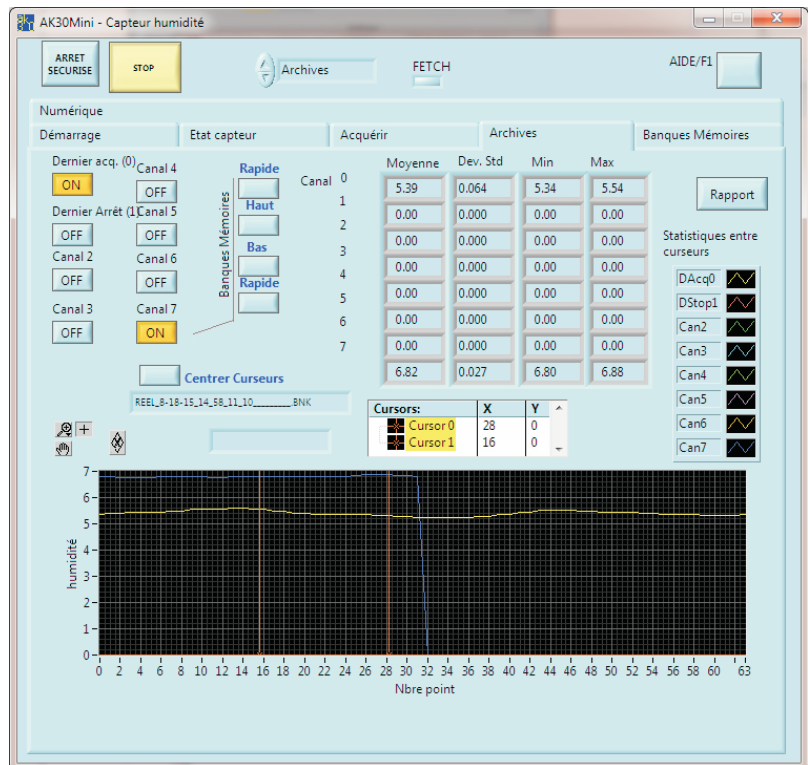 AK30Mini - Capteur humidité
ARRET SECURISE
STOP
Archives
FETCH
AIDE/F1
Numérique
Démarrage Etat capteur Acquérir Archives Banques Mémoires
Dernier acq. (0)
ON
Canal 4
OFF
Dernier Arrêt (1)
OFF
Canal 5
OFF
Canal 2
OFF
Canal 6
OFF
Canal 3
OFF
Canal 7
ON
Banques Mémoires
Rapide
Haut
Bas
Rapide
Centrer Curseurs
REEL_8-18-15_14_58_11_10________.BNK
Canal
Moyenne Dev. Std Min Max
0 5.39 0.064 5.34 5.54
1 0.00 0.000 0.00 0.00
2 0.00 0.000 0.00 0.00
3 0.00 0.000 0.00 0.00
4 0.00 0.000 0.00 0.00
5 0.00 0.000 0.00 0.00
6 0.00 0.000 0.00 0.00
7 6.82 0.027 6.80 6.88
Rapport
Statistiques entre
curseurs
DAcq0
DStop1
Can2
Can3
Can4
Can5
Can6
Can7
Cursors: X Y
Cursor 0 28 0
Cursor 1 16 0
humidité
7
6
5
4
3
2
1
0
0 2 4 6 8 10 12 14 16 18 20 22 24 26 28 30 32 34 36 38 40 42 44 46 48 50 52 54 56 58 60 63
Nbre point